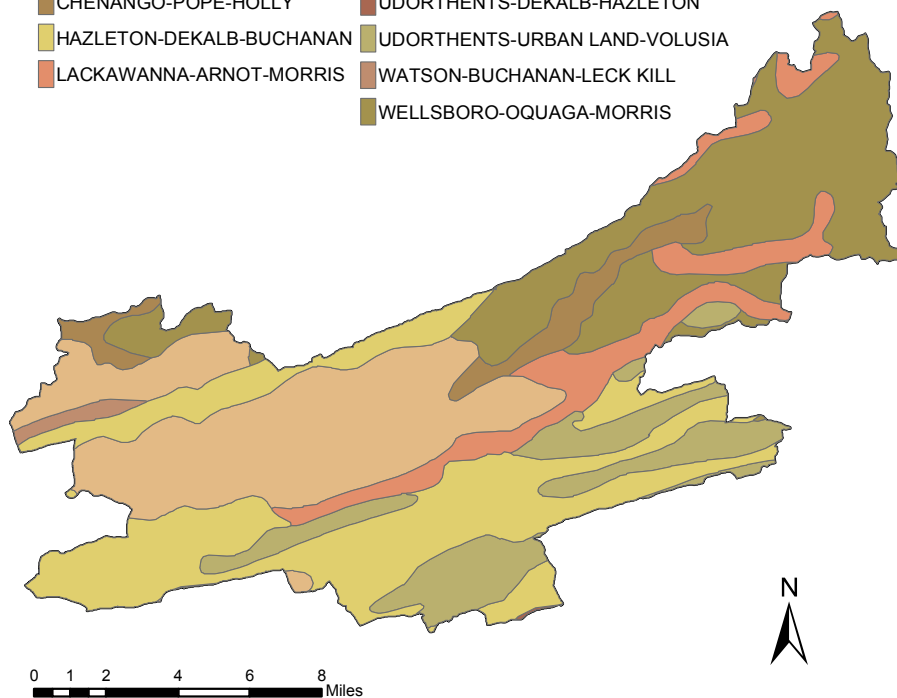 CHENANGO-POPE-HOLLY
HAZLETON-DEKALB-BUCHANAN
LACKAWANNA-ARNOT-MORRIS
UDORTHENTS-DEKALB-HAZLETON
UDORTHENTS-URBAN LAND-VOLUSIA
WATSON-BUCHANAN-LECK KILL
WELLSBORO-OQUAGA-MORRIS
N
0 1 2 4 6 8
Miles